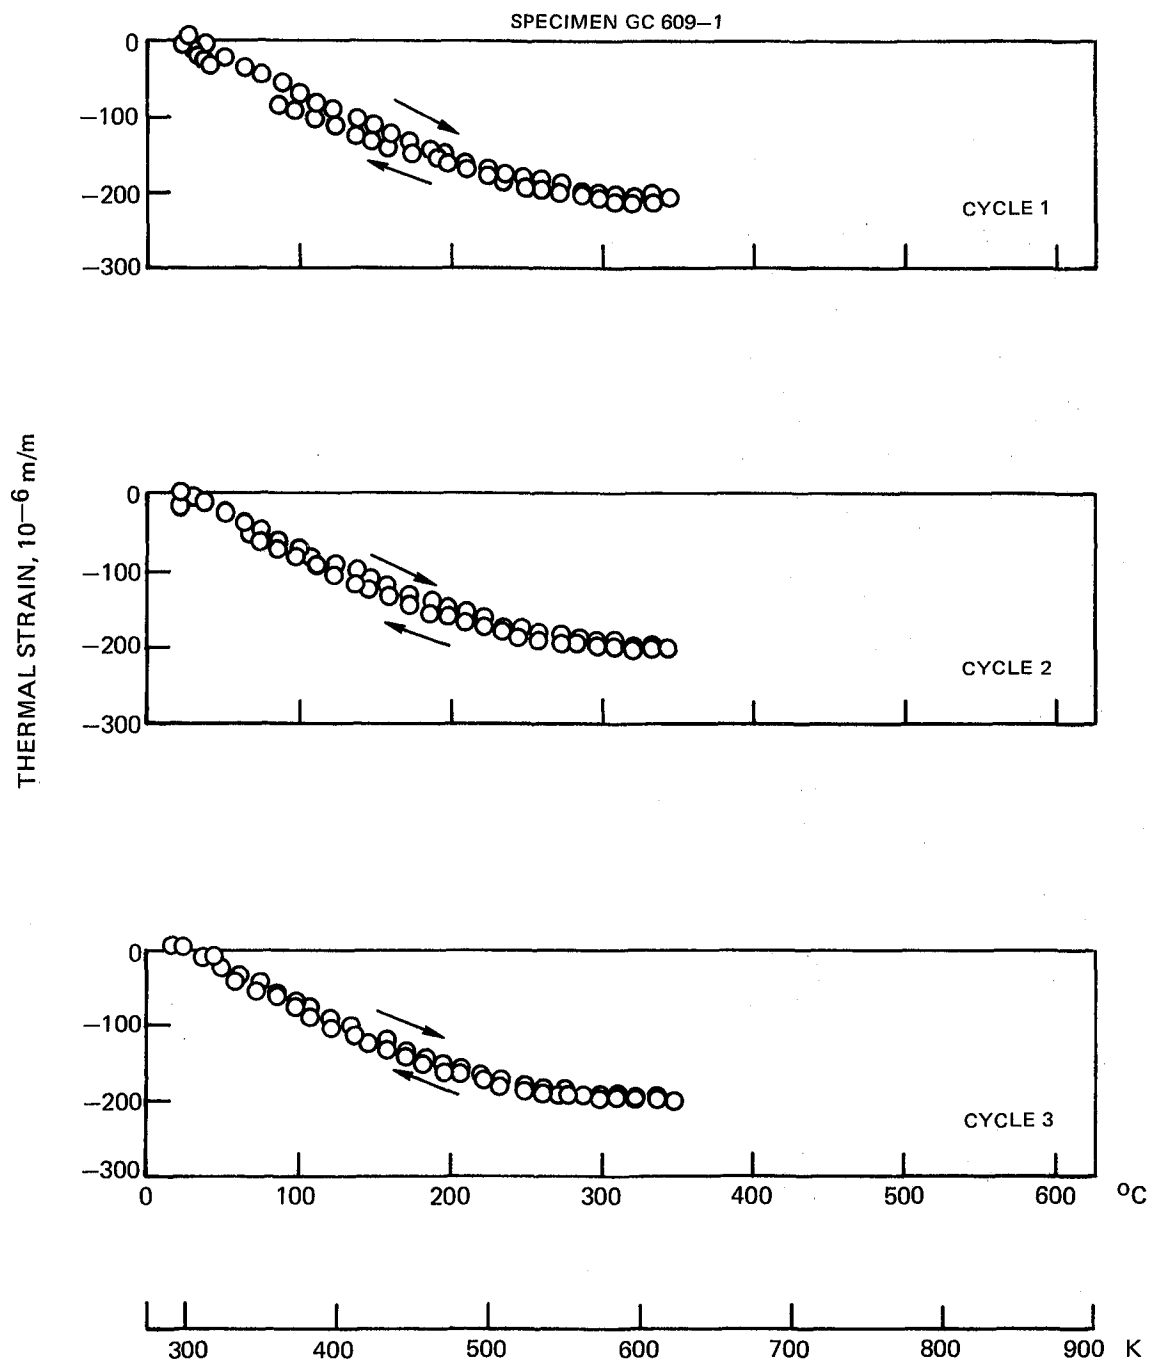 SPECIMEN GC 609–1
0
–100
–200
–300
CYCLE 1
THERMAL STRAIN, 10–6 m/m
0
–100
–200
–300
CYCLE 2
0
–100
–200
–300
CYCLE 3
0 100 200 300 400 500 600 °C
300 400 500 600 700 800 900 K